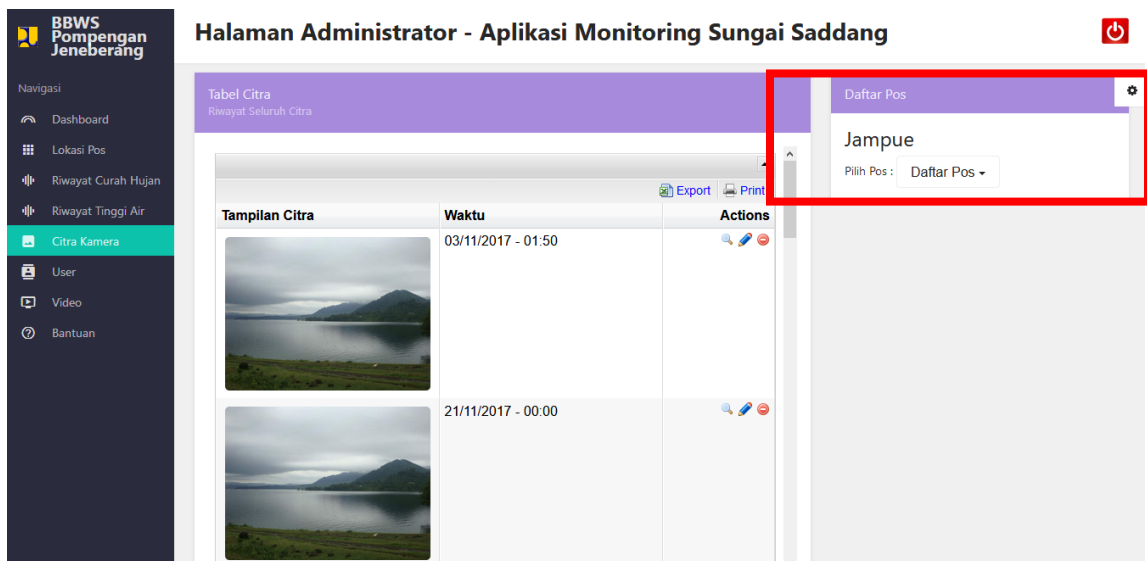 BBWS
Pompengan
Jeneberang
Halaman Administrator - Aplikasi Monitoring Sungai Saddang
Navigasi
Dashboard
Lokasi Pos
Riwayat Curah Hujan
Riwayat Tinggi Air
Citra Kamera
User
Video
Bantuan
Tabel Citra
Riwayat Seluruh Citra
Export Print
Tampilan Citra Waktu Actions
03/11/2017 - 01:50
21/11/2017 - 00:00
Daftar Pos
Jampue
Pilih Pos : Daftar Pos